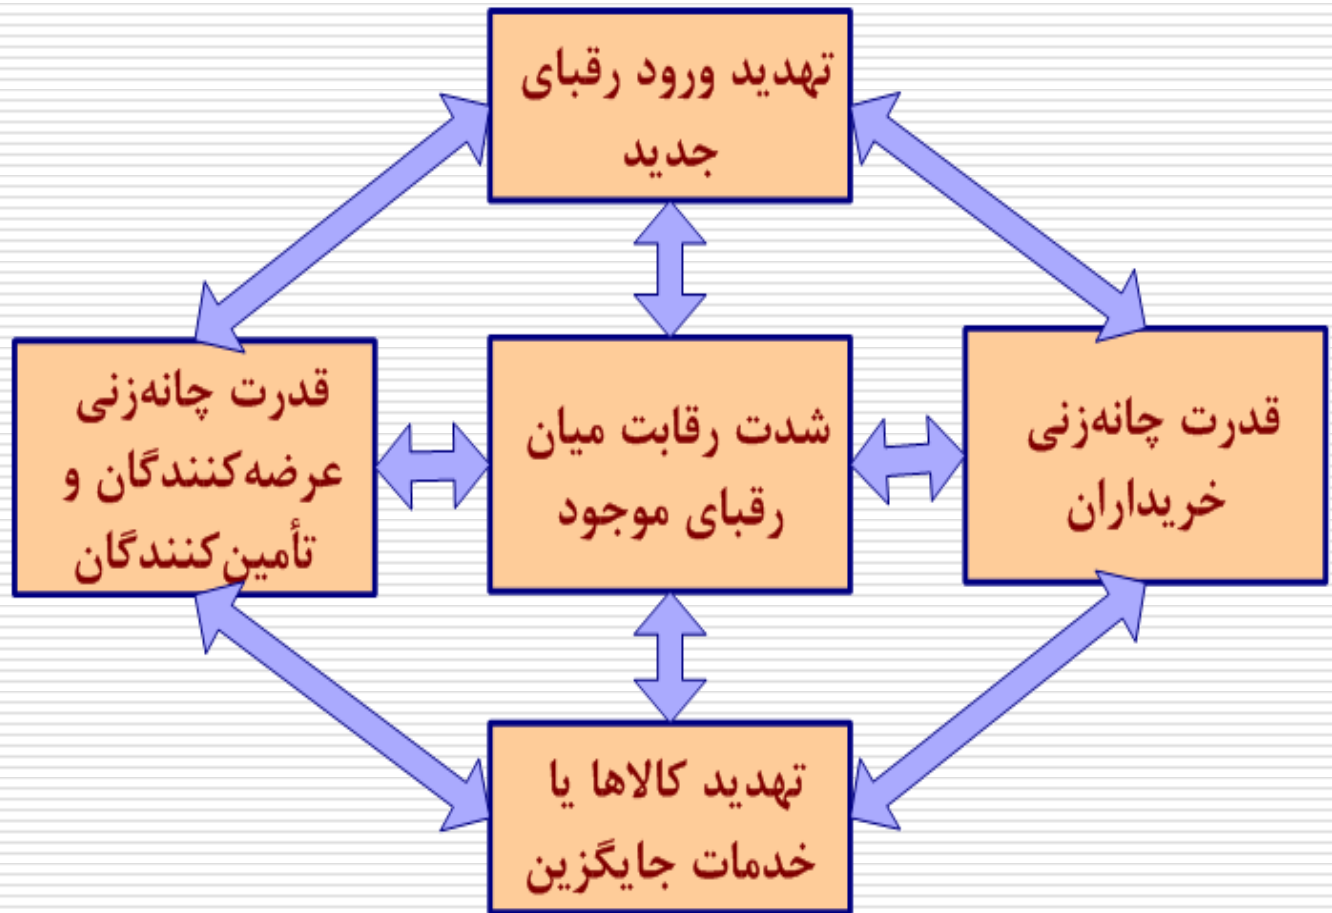 تهدید ورود رقبای
جدید
قدرت چانه‌زنی
خریداران
شدت رقابت میان
رقبای موجود
قدرت چانه‌زنی
عرضه‌کنندگان و
تأمین‌کنندگان
تهدید کالاها یا
خدمات جایگزین